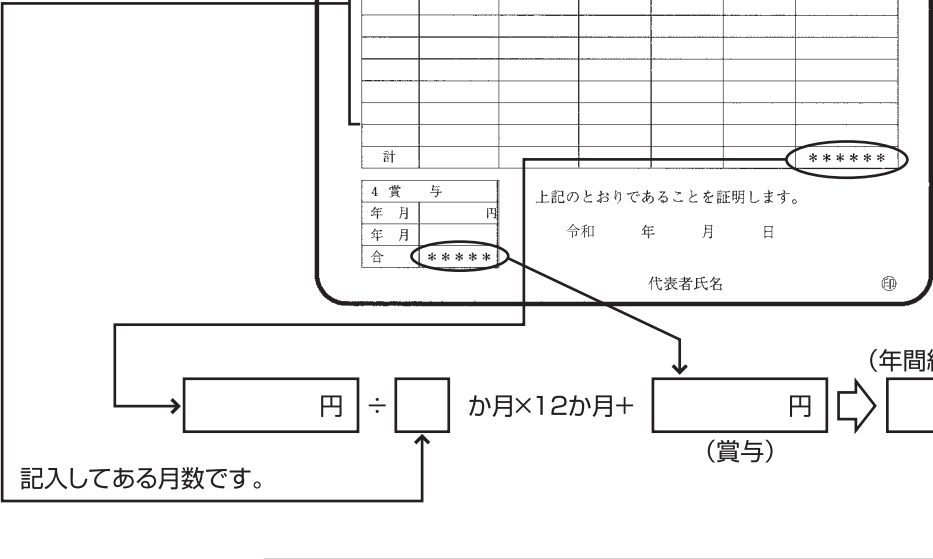 計 ******
4 賞 与
年 月 円
年 月
合 *****
上記のとおりであることを証明します。
令和 年 月 日
代表者氏名 ㊞
(年間
円 ÷ か月×12か月+ 円
(賞与)
記入してある月数です。